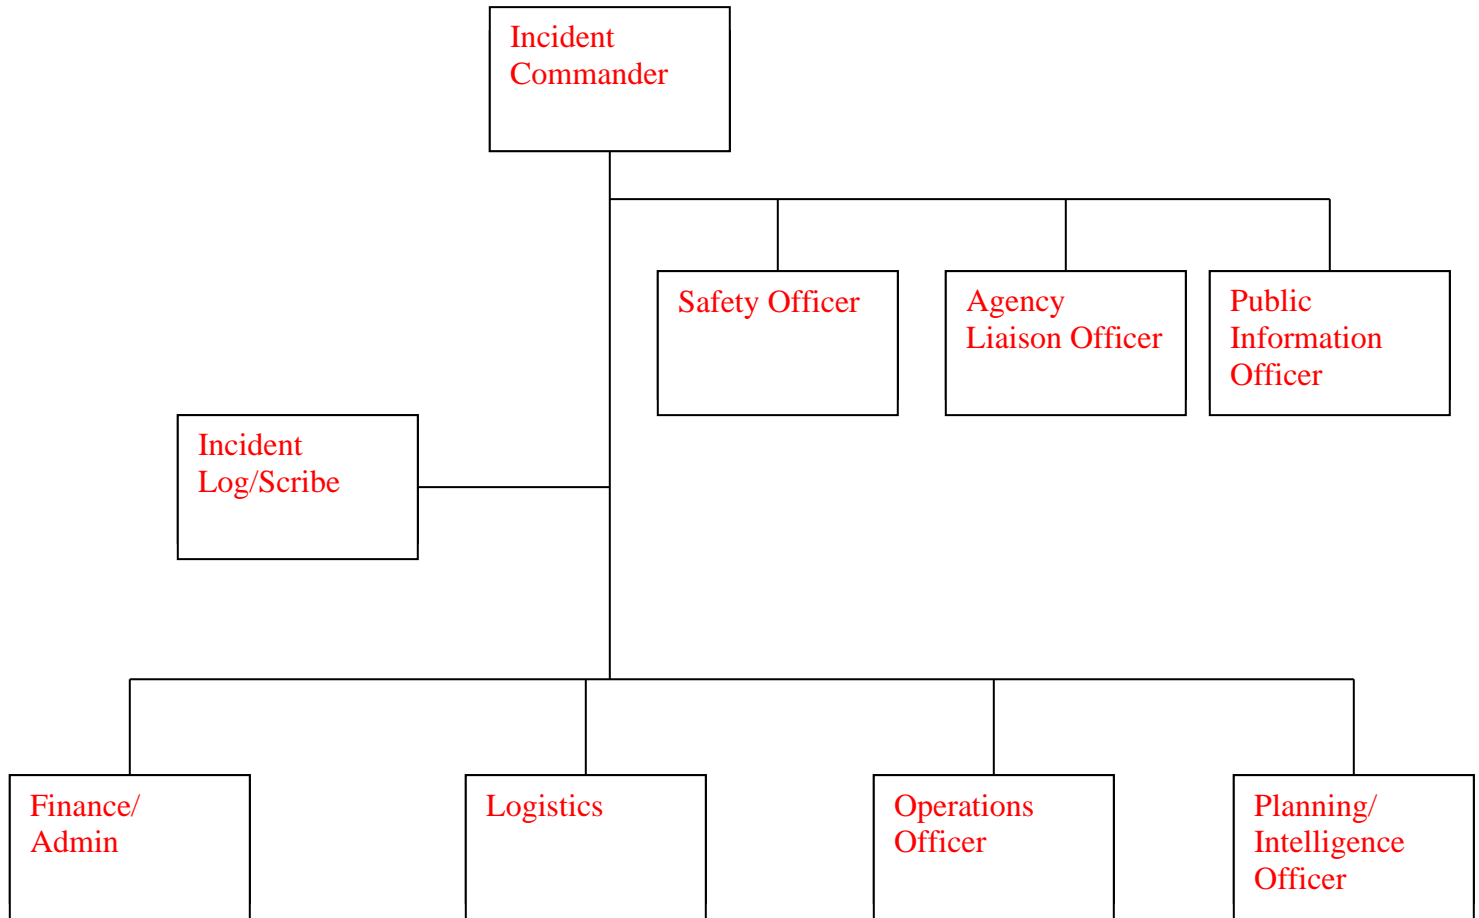 Incident
Commander
Safety Officer
Agency
Liaison Officer
Public
Information
Officer
Incident
Log/Scribe
Finance/
Admin
Logistics
Operations
Officer
Planning/
Intelligence
Officer